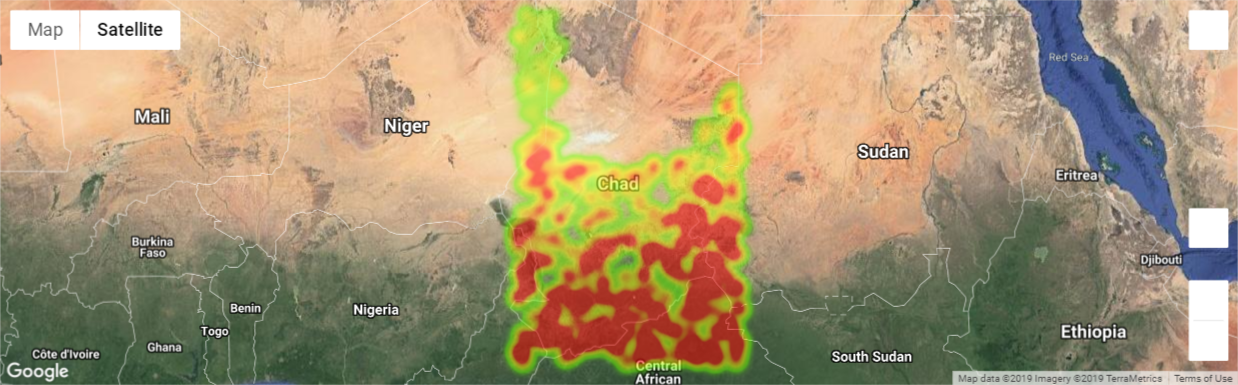 Map Satellite
Red Sea
Mali
Niger
Sudan
Chad
Eritrea
Burkina
Faso
Djibouti
Benin
Nigeria
Togo
Ethiopia
Ghana
Côte d'Ivoire
South Sudan
Central
African
Google
Map data ©2019 Imagery ©2019 TerraMetrics Terms of Use